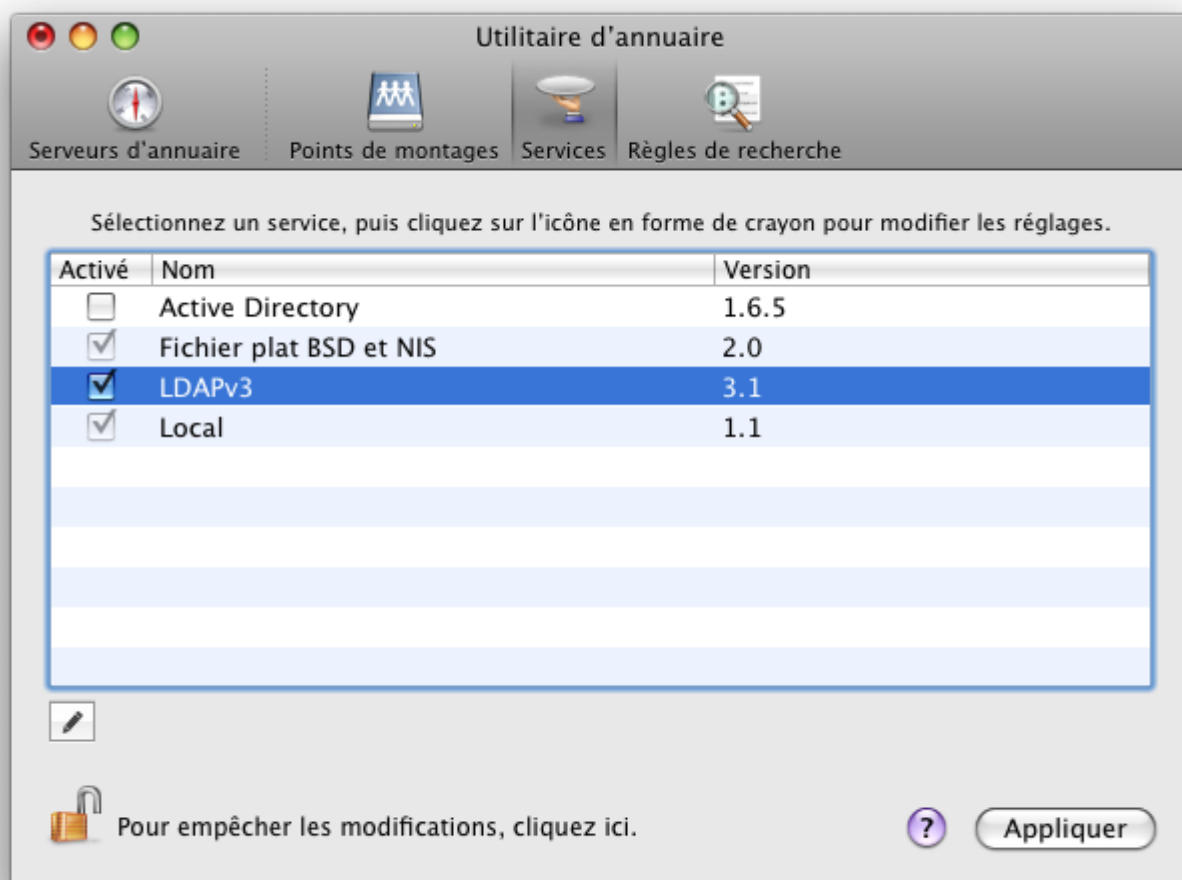 Utilitaire d'annuaire
Serveurs d'annuaire Points de montages Services Règles de recherche
Sélectionnez un service, puis cliquez sur l'icône en forme de crayon pour modifier les réglages.
Activé Nom Version
Active Directory 1.6.5
Fichier plat BSD et NIS 2.0
LDAPv3 3.1
Local 1.1
Pour empêcher les modifications, cliquez ici. ? Appliquer